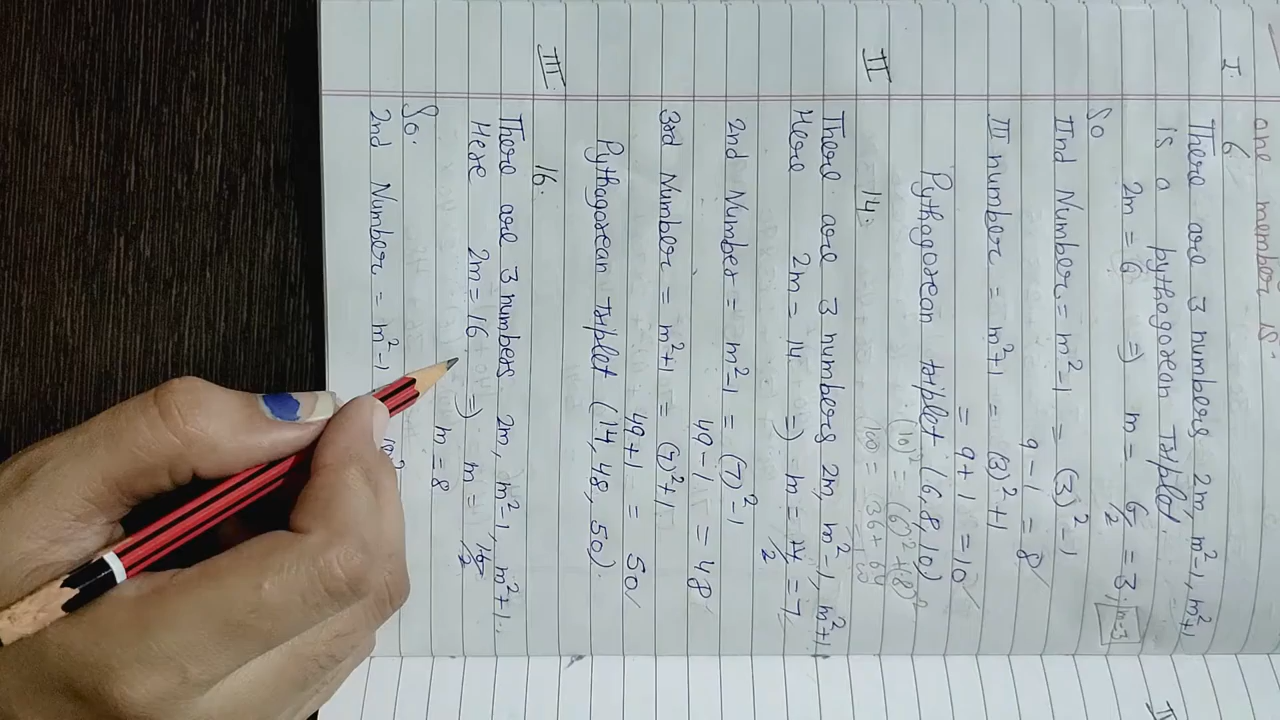 one member is
I. 6.
There are 3 numbers 2m, m²-1, m²+1
is a pythagorean Triplet.
So 2m = 6 ⇒ m = 6/2 = 3, m=3
IInd Number = m²-1 = (3)²-1
9-1 = 8
III number = m²+1 = (3)²+1
= 9+1 = 10
Pythagorean triplet (6,8,10)
(10)² = (6)²+(8)²
100 = 36+64
100
II 14.
There are 3 numbers 2m, m²-1, m²+1
Here 2m = 14 ⇒ m = 14/2 = 7
2nd Number = m²-1 = (7)²-1
49-1 = 48
3rd Number = m²+1 = (7)²+1
49+1 = 50
Pythagorean Triplet (14, 48, 50).
III. 16.
There are 3 numbers 2m, m²-1, m²+1.
Here 2m = 16 ⇒ m = 16/2
m = 8
So.
2nd Number = m²-1